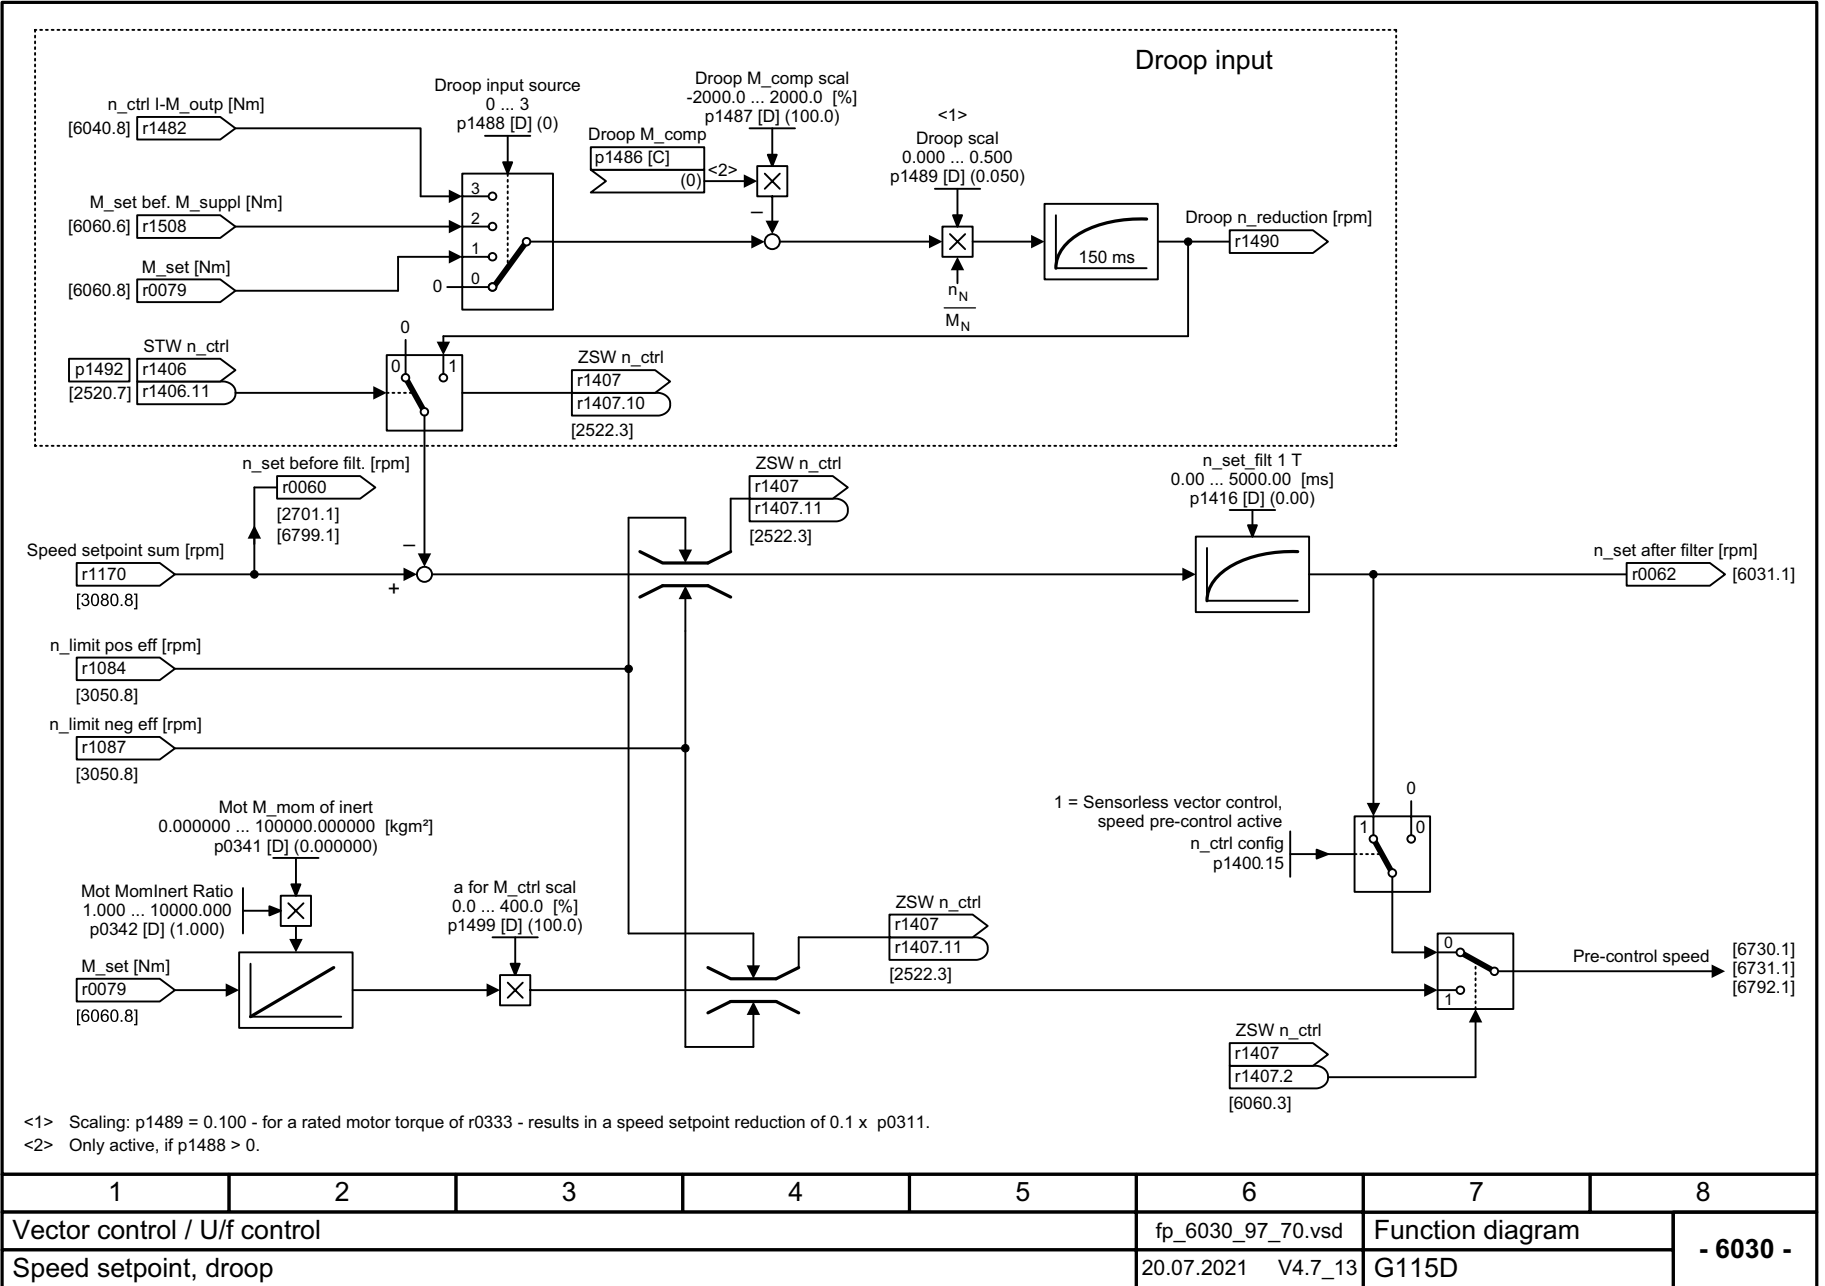 Droop input
n_ctrl I-M_outp [Nm]
[6040.8] r1482
Droop input source
0 ... 3
p1488 [D] (0)
Droop M_comp scal
-2000.0 ... 2000.0 [%]
p1487 [D] (100.0)
Droop M_comp
p1486 [C]
(0)
<2>
<1>
Droop scal
0.000 ... 0.500
p1489 [D] (0.050)
M_set bef. M_suppl [Nm]
[6060.6] r1508
M_set [Nm]
[6060.8] r0079
3
2
1
0 0
–
150 ms
Droop n_reduction [rpm]
r1490
nN
MN
STW n_ctrl
p1492 r1406
[2520.7] r1406.11
0
0 1
ZSW n_ctrl
r1407
r1407.10
[2522.3]
n_set before filt. [rpm]
r0060
[2701.1]
[6799.1]
ZSW n_ctrl
r1407
r1407.11
[2522.3]
n_set_filt 1 T
0.00 ... 5000.00 [ms]
p1416 [D] (0.00)
Speed setpoint sum [rpm]
r1170
[3080.8]
–
+
n_set after filter [rpm]
r0062 [6031.1]
n_limit pos eff [rpm]
r1084
[3050.8]
n_limit neg eff [rpm]
r1087
[3050.8]
1 = Sensorless vector control,
speed pre-control active
n_ctrl config
p1400.15
0
1 0
Mot M_mom of inert
0.000000 ... 100000.000000 [kgm²]
p0341 [D] (0.000000)
Mot MomInert Ratio
1.000 ... 10000.000
p0342 [D] (1.000)
a for M_ctrl scal
0.0 ... 400.0 [%]
p1499 [D] (100.0)
M_set [Nm]
r0079
[6060.8]
ZSW n_ctrl
r1407
r1407.11
[2522.3]
0
1
Pre-control speed
[6730.1]
[6731.1]
[6792.1]
ZSW n_ctrl
r1407
r1407.2
[6060.3]
<1> Scaling: p1489 = 0.100 - for a rated motor torque of r0333 - results in a speed setpoint reduction of 0.1 x p0311.
<2> Only active, if p1488 > 0.
1 2 3 4 5 6 7 8
Vector control / U/f control
fp_6030_97_70.vsd
Function diagram
- 6030 -
Speed setpoint, droop
20.07.2021 V4.7_13
G115D